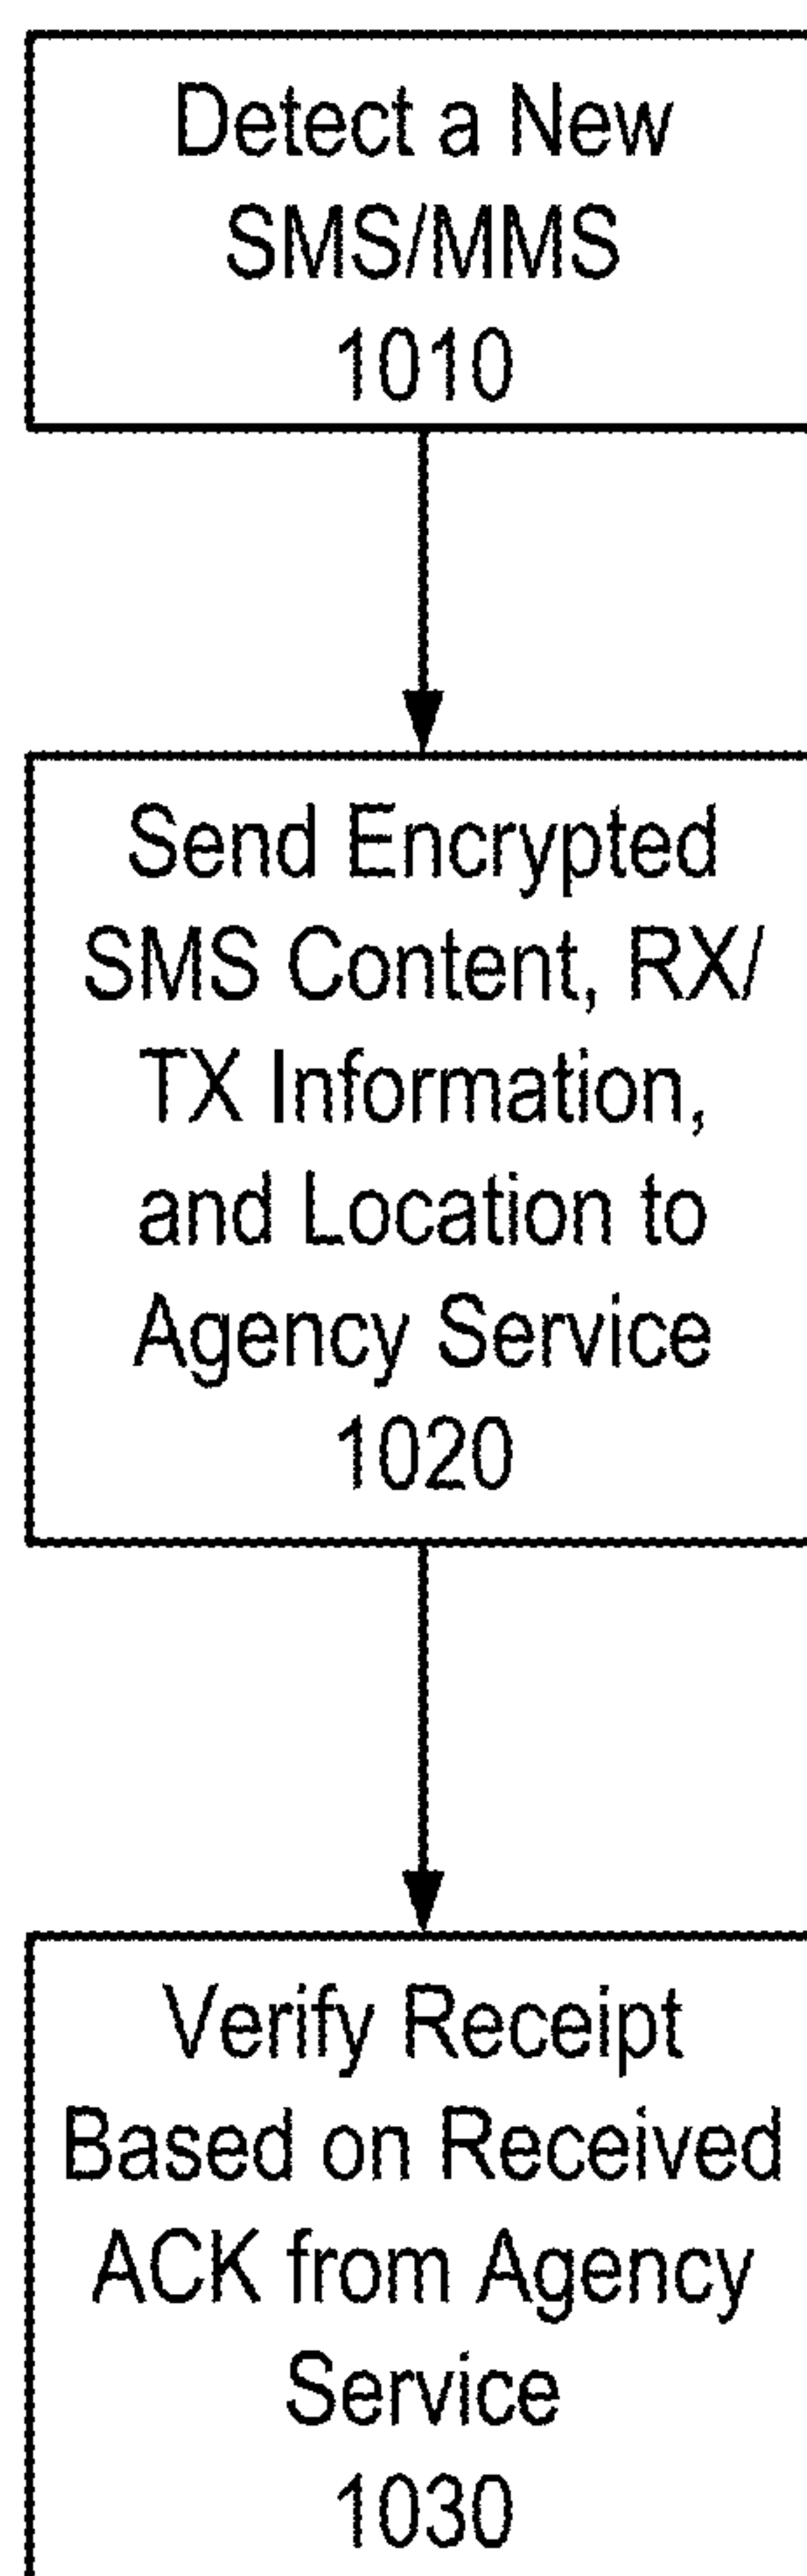 Detect a New
SMS/MMS
1010
Send Encrypted
SMS Content, RX/
TX Information,
and Location to
Agency Service
1020
Verify Receipt
Based on Received
ACK from Agency
Service
1030